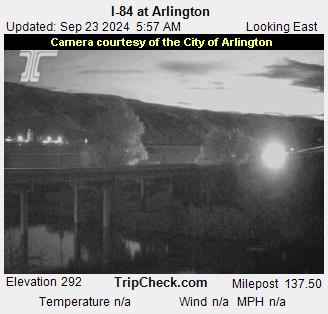 I-84 at Arlington
Updated: Sep 23 2024 5:57 AM Looking East
Camera courtesy of the City of Arlington
Elevation 292 TripCheck.com Milepost 137.50
Temperature n/a Wind n/a MPH n/a